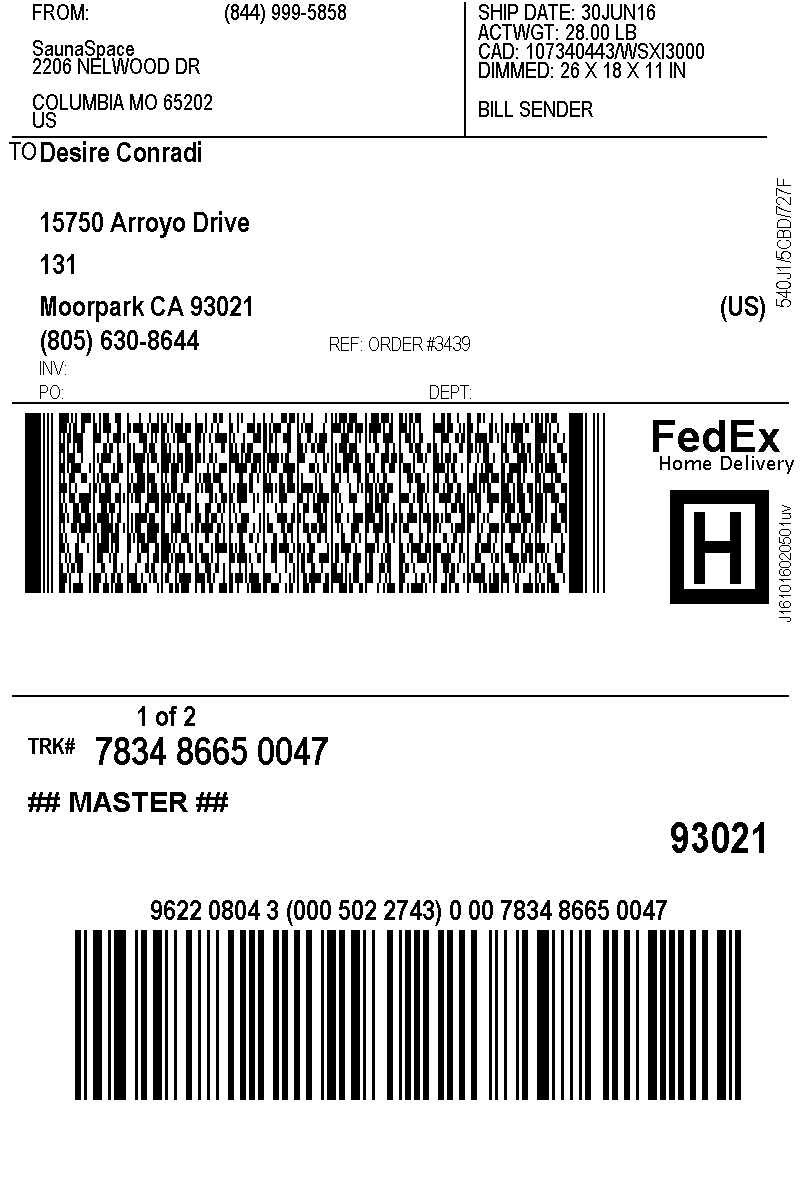 FROM: (844) 999-5858
SaunaSpace
2206 NELWOOD DR
COLUMBIA MO 65202
US
SHIP DATE: 30JUN16
ACTWGT: 28.00 LB
CAD: 107340443/WSXI3000
DIMMED: 26 X 18 X 11 IN
BILL SENDER
TO Desire Conradi
15750 Arroyo Drive
131
Moorpark CA 93021 (US)
(805) 630-8644 REF: ORDER #3439
INV:
PO: DEPT:
540J1/5CBD/727F
FedEx
Home Delivery
H
J161016020501uv
1 of 2
TRK# 7834 8665 0047
## MASTER ##
93021
9622 0804 3 (000 502 2743) 0 00 7834 8665 0047